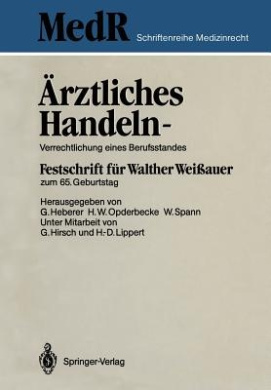 MedR Schriftenreihe Medizinrecht
Ärztliches
Handeln-
Verrechtlichung eines Berufsstandes
Festschrift für Walther Weißauer
zum 65. Geburtstag
Herausgegeben von
G. Heberer H. W. Opderbecke W. Spann
Unter Mitarbeit von
G. Hirsch und H.-D. Lippert
Springer-Verlag